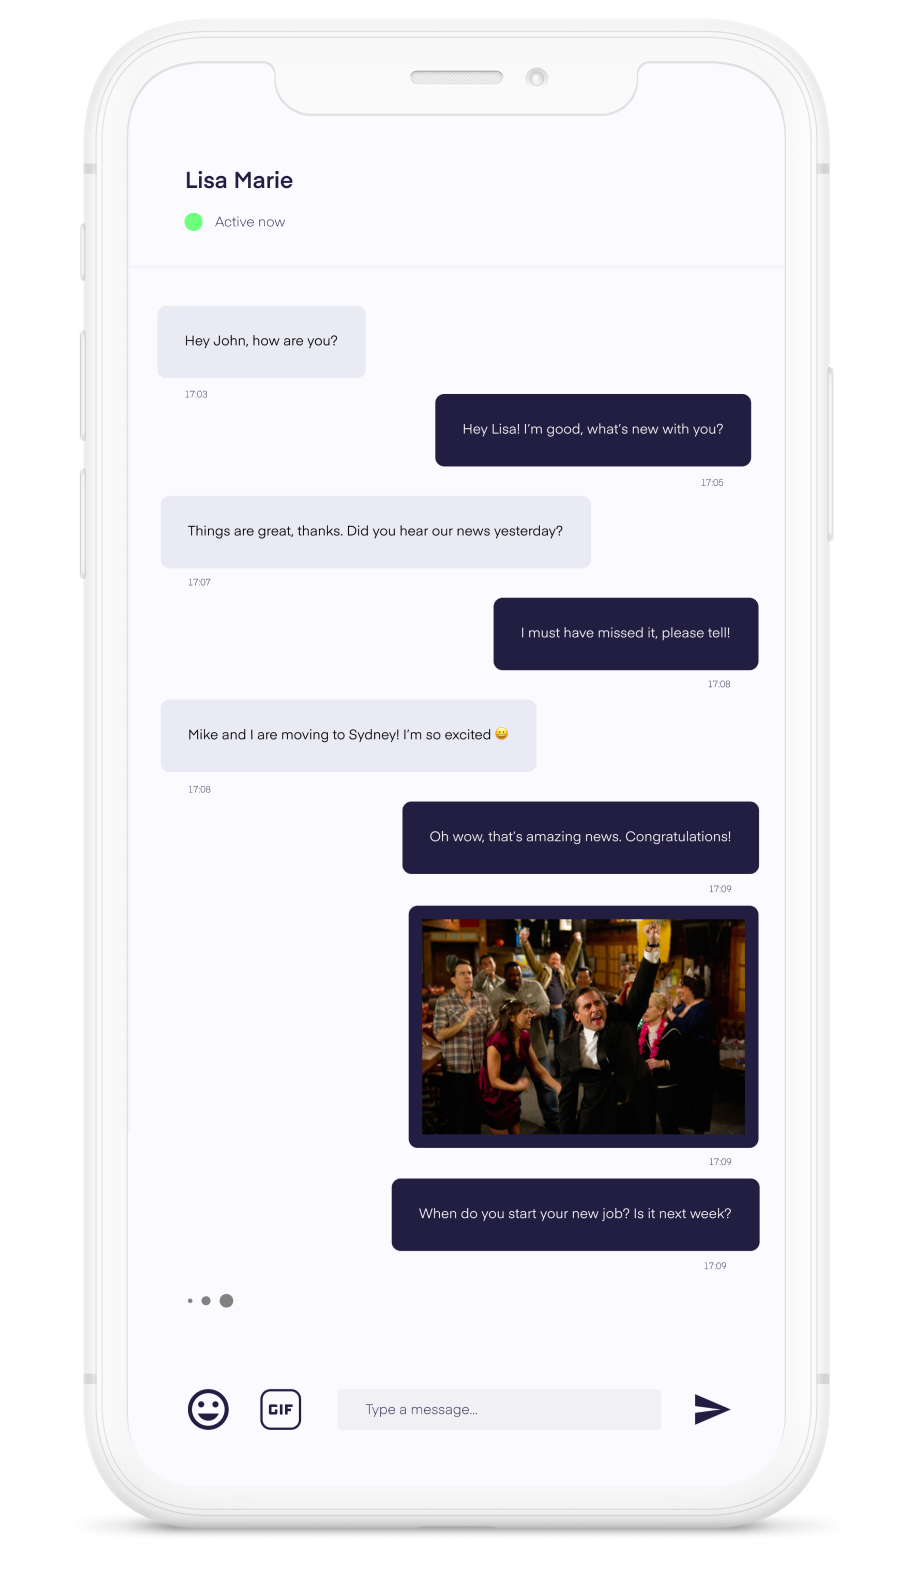 Lisa Marie
Active now
Hey John, how are you?
17:03
Hey Lisa! I’m good, what’s new with you?
17:05
Things are great, thanks. Did you hear our news yesterday?
17:07
I must have missed it, please tell!
17:08
Mike and I are moving to Sydney! I’m so excited 😀
17:08
Oh wow, that’s amazing news. Congratulations!
17:09
17:09
When do you start your new job? Is it next week?
17:09
GIF
Type a message...